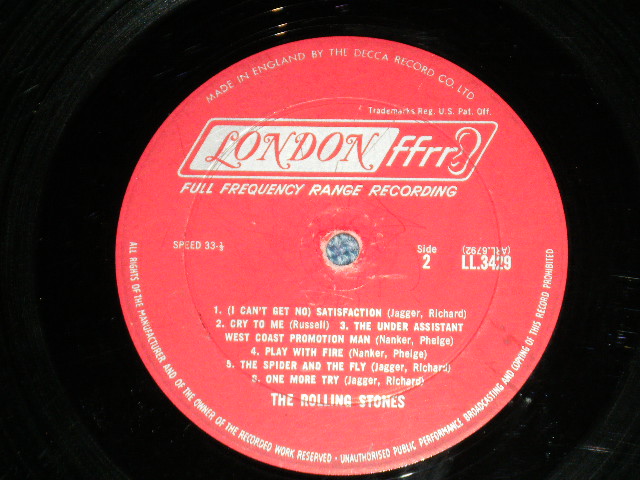 MADE IN ENGLAND BY THE DECCA RECORD CO. LTD
Trademarks Reg. U.S. Pat. Off.
LONDON ffrr
FULL FREQUENCY RANGE RECORDING
SPEED 33-⅓
Side
2
(ARL.6792)
LL.3429
1. (I CAN'T GET NO) SATISFACTION (Jagger, Richard)
2. CRY TO ME (Russell) 3. THE UNDER ASSISTANT
WEST COAST PROMOTION MAN (Nanker, Phelge)
4. PLAY WITH FIRE (Nanker, Phelge)
5. THE SPIDER AND THE FLY (Jagger, Richard)
6. ONE MORE TRY (Jagger, Richard)
THE ROLLING STONES
ALL RIGHTS OF THE MANUFACTURER AND OF THE OWNER OF THE RECORDED WORK RESERVED · UNAUTHORISED PUBLIC PERFORMANCE BROADCASTING AND COPYING OF THIS RECORD PROHIBITED